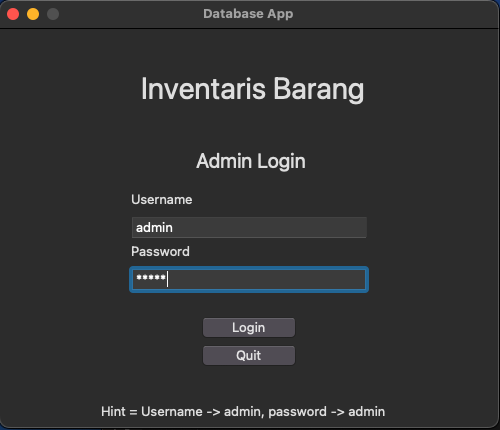 Database App
Inventaris Barang
Admin Login
Username
admin
Password
*****
Login
Quit
Hint = Username -> admin, password -> admin